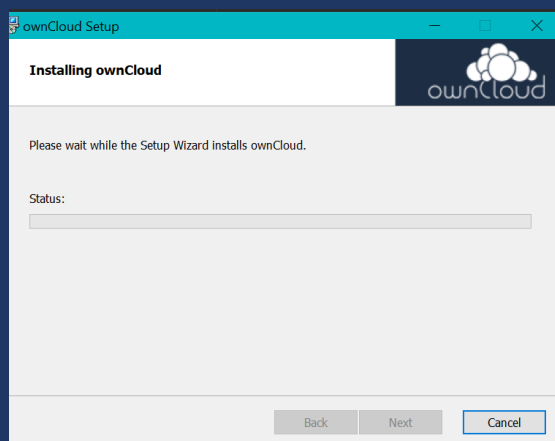 ownCloud Setup
Installing ownCloud
ownCloud
Please wait while the Setup Wizard installs ownCloud.
Status:
Back
Next
Cancel